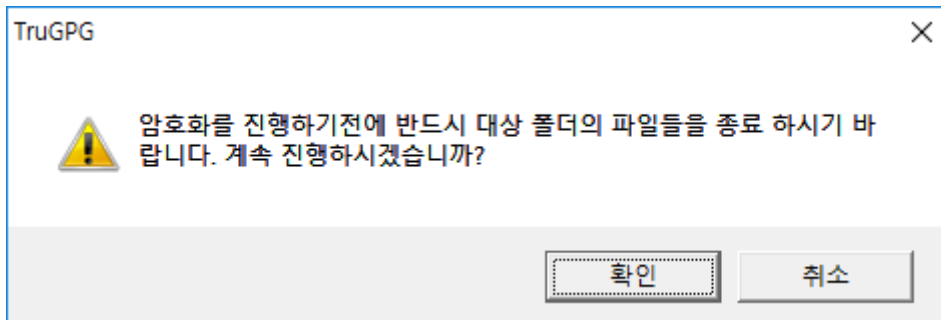 TruGPG
암호화를 진행하기전에 반드시 대상 폴더의 파일들을 종료 하시기 바
랍니다. 계속 진행하시겠습니까?
확인
취소